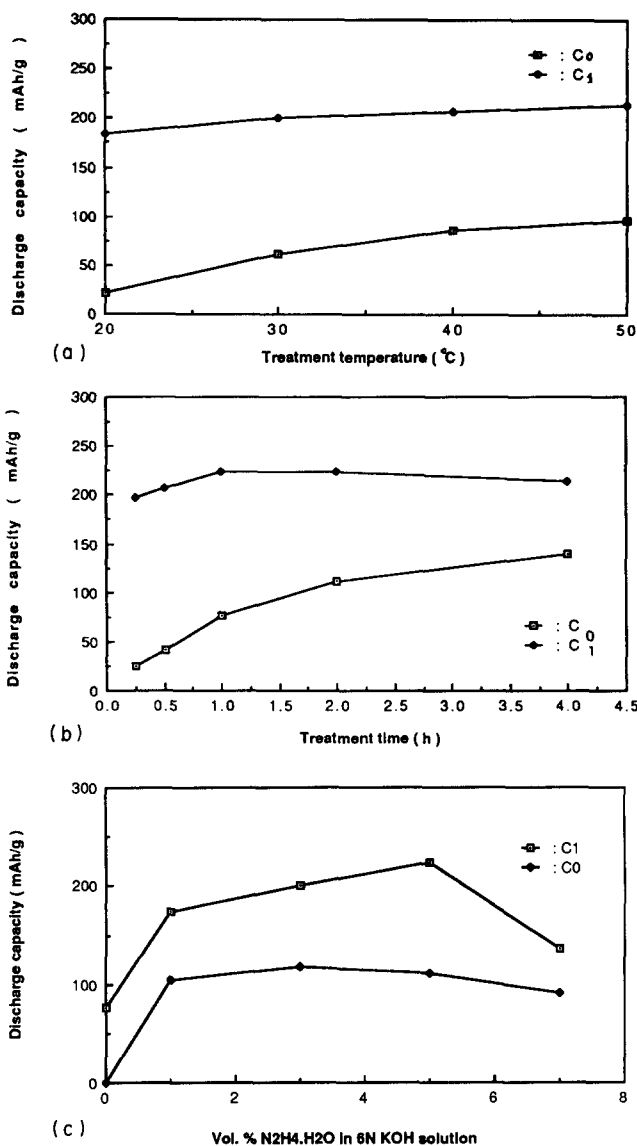 Discharge capacity ( mAh/g )
300
250
200
150
100
50
0
: C0
: C1
20
30
40
50
(a)
Treatment temperature ( °C )
Discharge capacity ( mAh/g )
300
250
200
150
100
50
0
: C0
: C1
0.0
0.5
1.0
1.5
2.0
2.5
3.0
3.5
4.0
4.5
(b)
Treatment time ( h )
Discharge capacity ( mAh/g )
300
200
100
0
: C1
: C0
0
2
4
6
8
(c)
Vol. % N2H4.H2O in 6N KOH solution